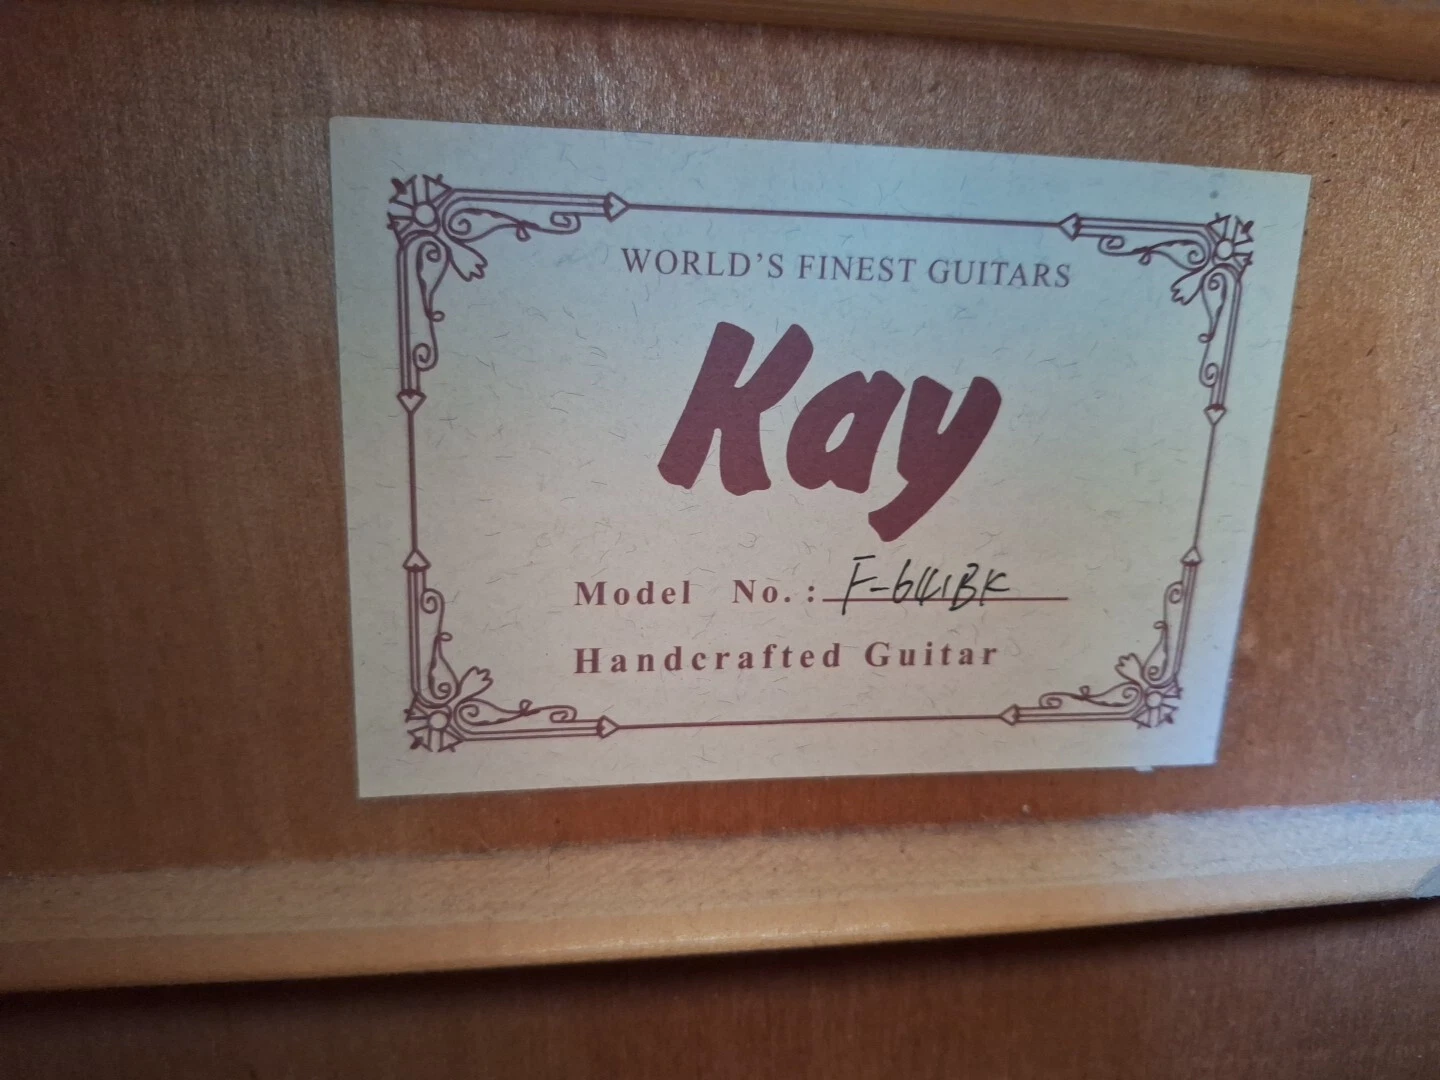 WORLD'S FINEST GUITARS
Kay
Model No.: F-641BK
Handcrafted Guitar